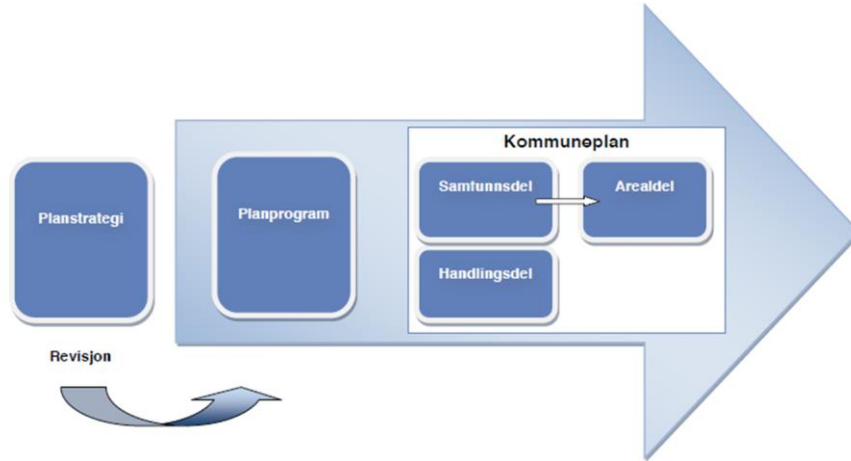 Kommuneplan
Planstrategi
Planprogram
Samfunnsdel
Arealdel
Handlingsdel
Revisjon